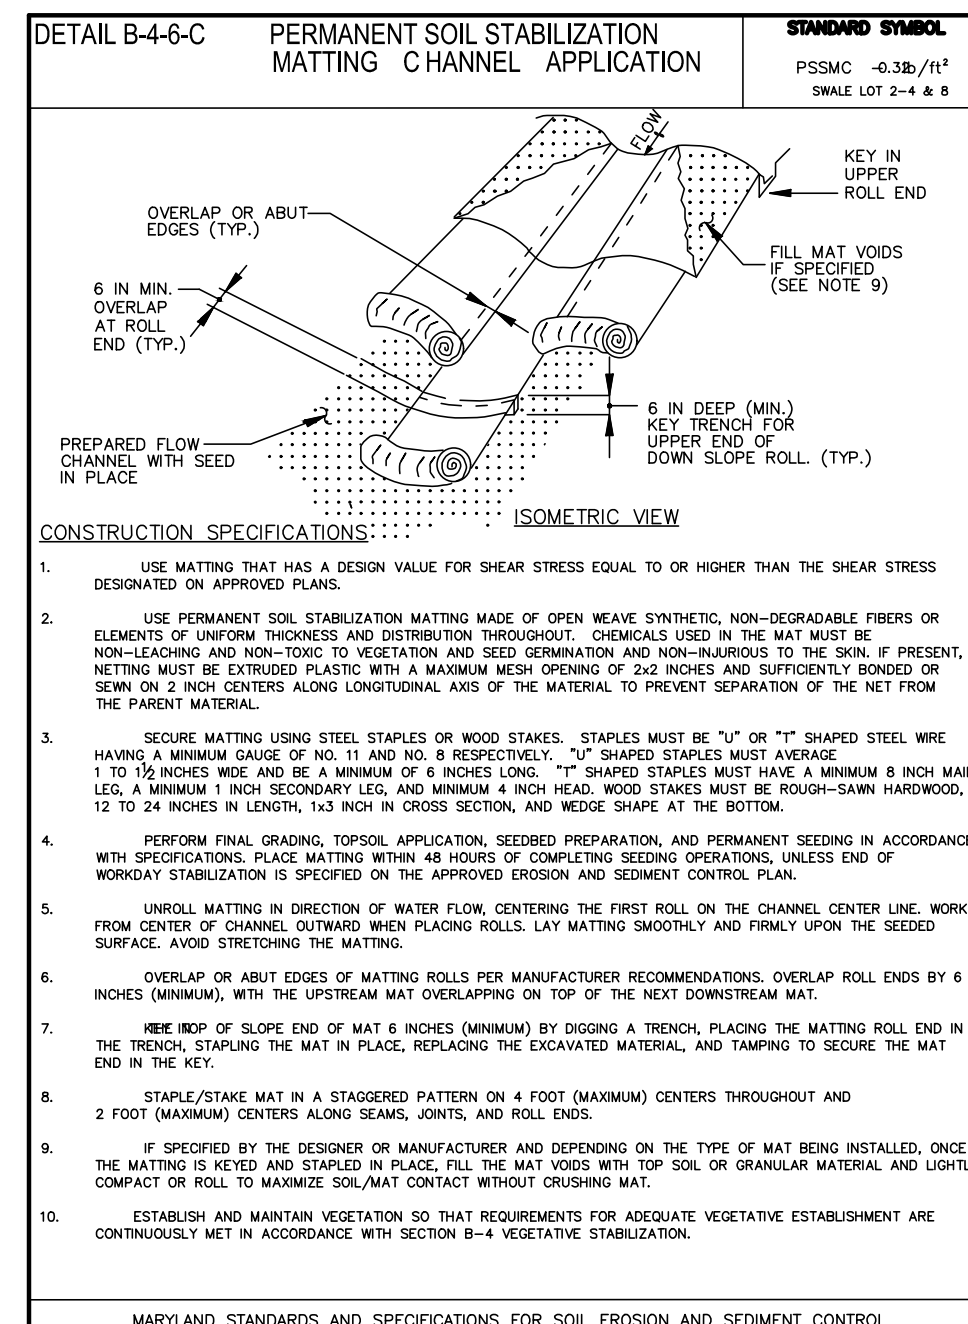 DETAIL B-4-6-C
PERMANENT SOIL STABILIZATION
MATTING CHANNEL APPLICATION
STANDARD SYMBOL
PSSMC
SWALE LOT 2-4 & 8
FLOW
KEY IN
UPPER
ROLL END
OVERLAP OR ABUT
EDGES (TYP.)
FILL MAT VOIDS
IF SPECIFIED
(SEE NOTE 9)
6 IN MIN.
OVERLAP
AT ROLL
END (TYP.)
6 IN DEEP (MIN.)
KEY TRENCH FOR
UPPER END OF
DOWN SLOPE ROLL. (TYP.)
PREPARED FLOW
CHANNEL WITH SEED
IN PLACE
ISOMETRIC VIEW
CONSTRUCTION SPECIFICATIONS
1. USE MATTING THAT HAS A DESIGN VALUE FOR SHEAR STRESS EQUAL TO OR HIGHER THAN THE SHEAR STRESS
DESIGNATED ON APPROVED PLANS.
2. USE PERMANENT SOIL STABILIZATION MATTING MADE OF OPEN WEAVE SYNTHETIC, NON-DEGRADABLE FIBERS OR
ELEMENTS OF UNIFORM THICKNESS AND DISTRIBUTION THROUGHOUT. CHEMICALS USED IN THE MAT MUST BE
NON-LEACHING AND NON-TOXIC TO VEGETATION AND SEED GERMINATION AND NON-INJURIOUS TO THE SKIN. IF PRESENT,
NETTING MUST BE EXTRUDED PLASTIC WITH A MAXIMUM MESH OPENING OF 2x2 INCHES AND SUFFICIENTLY BONDED OR
SEWN ON 2 INCH CENTERS ALONG LONGITUDINAL AXIS OF THE MATERIAL TO PREVENT SEPARATION OF THE NET FROM
THE PARENT MATERIAL.
3. SECURE MATTING USING STEEL STAPLES OR WOOD STAKES. STAPLES MUST BE "U" OR "T" SHAPED STEEL WIRE
HAVING A MINIMUM GAUGE OF NO. 11 AND NO. 8 RESPECTIVELY. "U" SHAPED STAPLES MUST AVERAGE
1 TO 1½ INCHES WIDE AND BE A MINIMUM OF 6 INCHES LONG. "T" SHAPED STAPLES MUST HAVE A MINIMUM 8 INCH MAI
LEG, A MINIMUM 1 INCH SECONDARY LEG, AND MINIMUM 4 INCH HEAD. WOOD STAKES MUST BE ROUGH-SAWN HARDWOOD,
12 TO 24 INCHES IN LENGTH, 1x3 INCH IN CROSS SECTION, AND WEDGE SHAPE AT THE BOTTOM.
4. PERFORM FINAL GRADING, TOPSOIL APPLICATION, SEEDBED PREPARATION, AND PERMANENT SEEDING IN ACCORDANCE
WITH SPECIFICATIONS. PLACE MATTING WITHIN 48 HOURS OF COMPLETING SEEDING OPERATIONS, UNLESS END OF
WORKDAY STABILIZATION IS SPECIFIED ON THE APPROVED EROSION AND SEDIMENT CONTROL PLAN.
5. UNROLL MATTING IN DIRECTION OF WATER FLOW, CENTERING THE FIRST ROLL ON THE CHANNEL CENTER LINE. WORK
FROM CENTER OF CHANNEL OUTWARD WHEN PLACING ROLLS. LAY MATTING SMOOTHLY AND FIRMLY UPON THE SEEDED
SURFACE. AVOID STRETCHING THE MATTING.
6. OVERLAP OR ABUT EDGES OF MATTING ROLLS PER MANUFACTURER RECOMMENDATIONS. OVERLAP ROLL ENDS BY 6
INCHES (MINIMUM), WITH THE UPSTREAM MAT OVERLAPPING ON TOP OF THE NEXT DOWNSTREAM MAT.
7. OF SLOPE END OF MAT 6 INCHES (MINIMUM) BY DIGGING A TRENCH, PLACING THE MATTING ROLL END IN
THE TRENCH, STAPLING THE MAT IN PLACE, REPLACING THE EXCAVATED MATERIAL, AND TAMPING TO SECURE THE MAT
END IN THE KEY.
8. STAPLE/STAKE MAT IN A STAGGERED PATTERN ON 4 FOOT (MAXIMUM) CENTERS THROUGHOUT AND
2 FOOT (MAXIMUM) CENTERS ALONG SEAMS, JOINTS, AND ROLL ENDS.
9. IF SPECIFIED BY THE DESIGNER OR MANUFACTURER AND DEPENDING ON THE TYPE OF MAT BEING INSTALLED, ONCE
THE MATTING IS KEYED AND STAPLED IN PLACE, FILL THE MAT VOIDS WITH TOP SOIL OR GRANULAR MATERIAL AND LIGHTL
COMPACT OR ROLL TO MAXIMIZE SOIL/MAT CONTACT WITHOUT CRUSHING MAT.
10. ESTABLISH AND MAINTAIN VEGETATION SO THAT REQUIREMENTS FOR ADEQUATE VEGETATIVE ESTABLISHMENT ARE
CONTINUOUSLY MET IN ACCORDANCE WITH SECTION B-4 VEGETATIVE STABILIZATION.
MARYLAND STANDARDS AND SPECIFICATIONS FOR SOIL EROSION AND SEDIMENT CONTROL